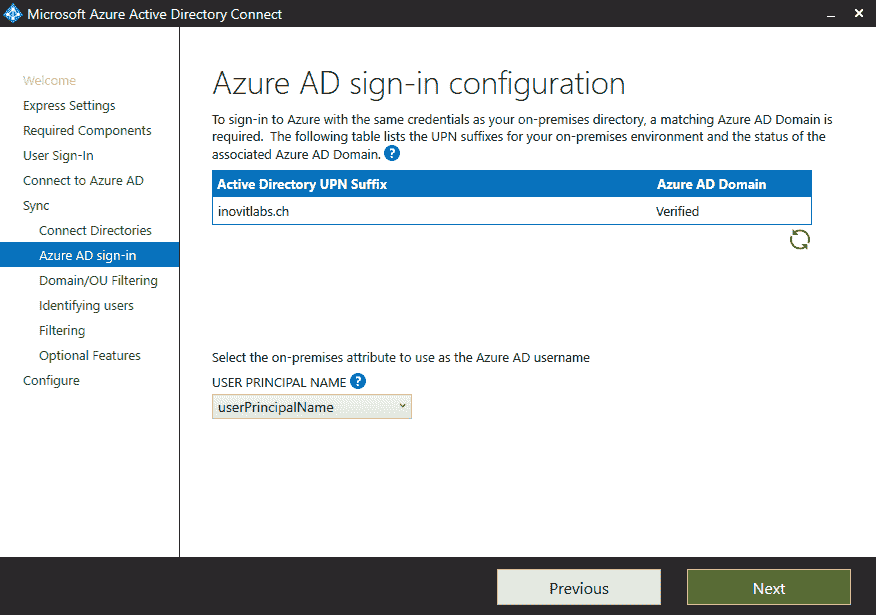 Microsoft Azure Active Directory Connect
Welcome
Express Settings
Required Components
User Sign-In
Connect to Azure AD
Sync
Connect Directories
Azure AD sign-in
Domain/OU Filtering
Identifying users
Filtering
Optional Features
Configure
Azure AD sign-in configuration
To sign-in to Azure with the same credentials as your on-premises directory, a matching Azure AD Domain is
required.  The following table lists the UPN suffixes for your on-premises environment and the status of the
associated Azure AD Domain. ?
Active Directory UPN Suffix Azure AD Domain
inovitlabs.ch Verified
Select the on-premises attribute to use as the Azure AD username
USER PRINCIPAL NAME ?
userPrincipalName
Previous Next